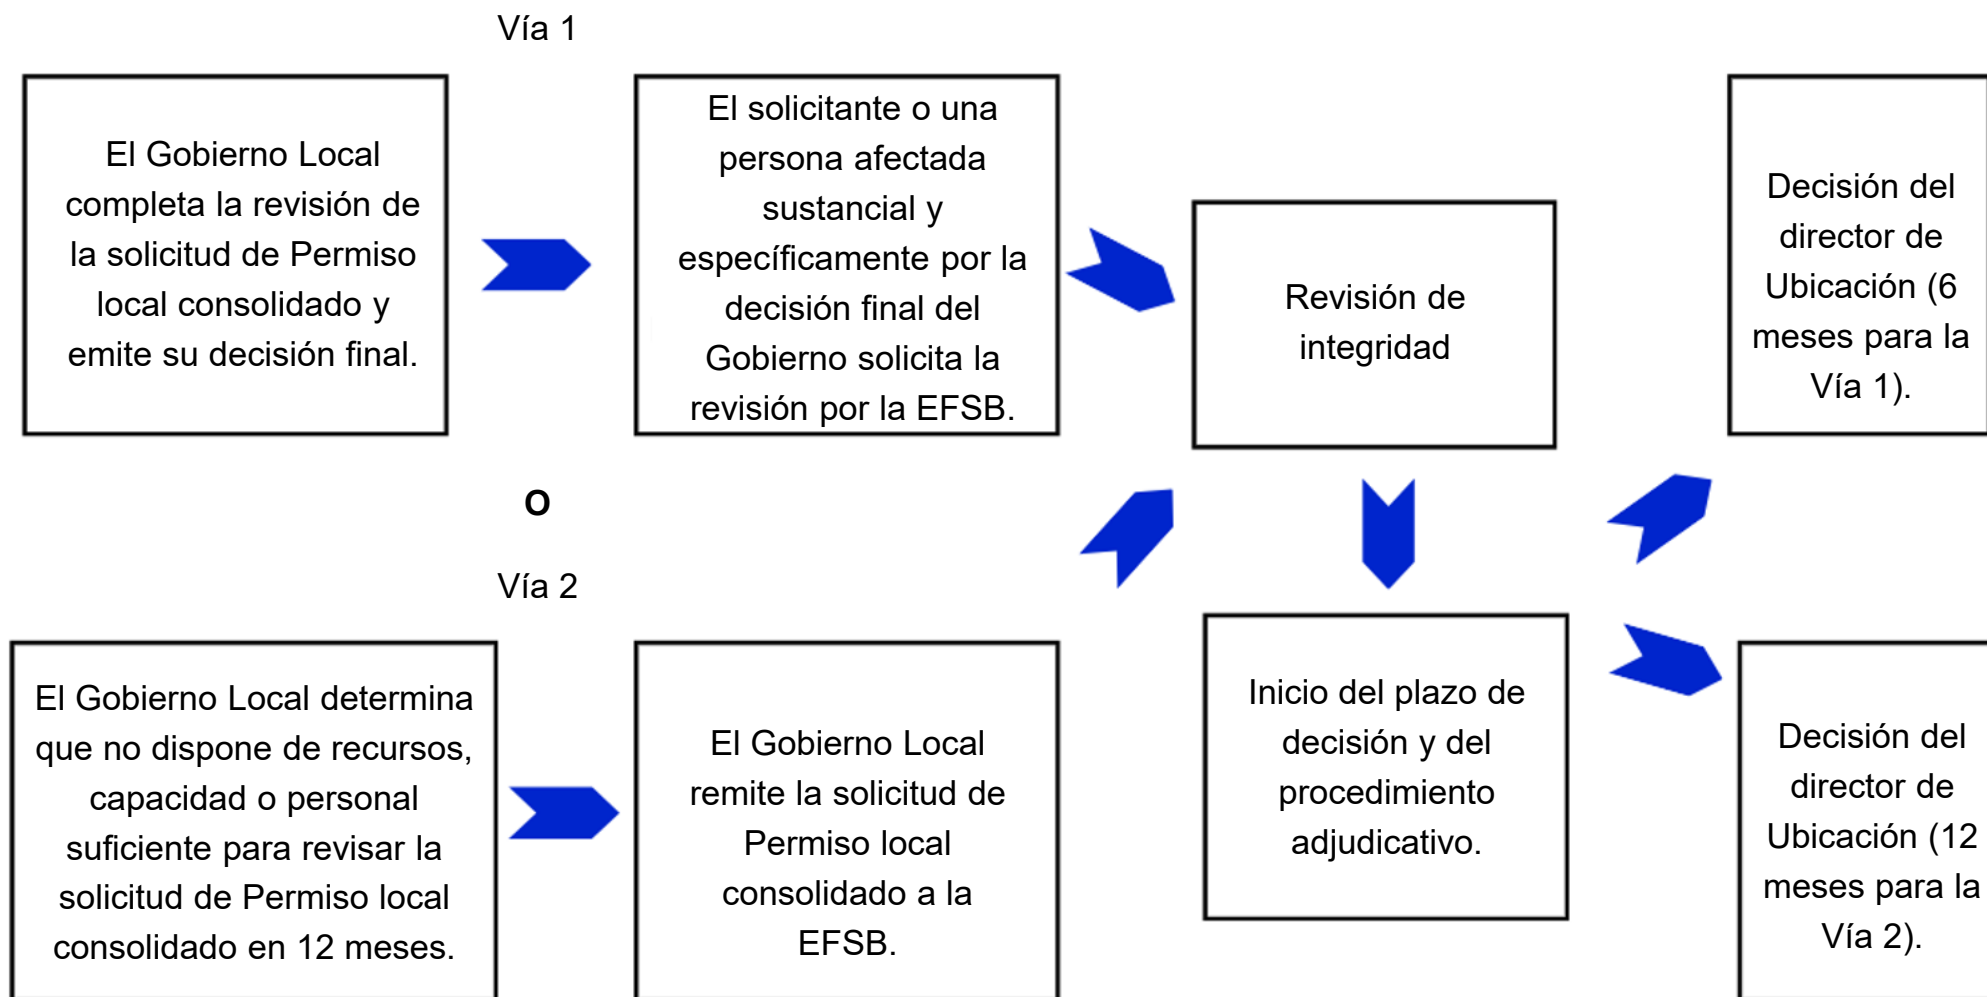 Vía 1
El Gobierno Local
completa la revisión de
la solicitud de Permiso
local consolidado y
emite su decisión final.
El solicitante o una
persona afectada
sustancial y
específicamente por la
decisión final del
Gobierno solicita la
revisión por la EFSB.
Revisión de
integridad
Decisión del
director de
Ubicación (6
meses para la
Vía 1).
O
Vía 2
El Gobierno Local determina
que no dispone de recursos,
capacidad o personal
suficiente para revisar la
solicitud de Permiso local
consolidado en 12 meses.
El Gobierno Local
remite la solicitud de
Permiso local
consolidado a la
EFSB.
Inicio del plazo de
decisión y del
procedimiento
adjudicativo.
Decisión del
director de
Ubicación (12
meses para la
Vía 2).